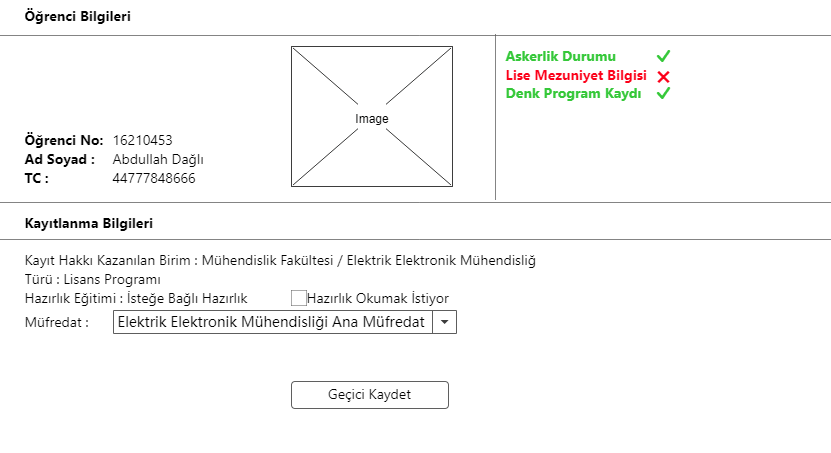 Öğrenci Bilgileri
Askerlik Durumu
Lise Mezuniyet Bilgisi
Denk Program Kaydı
Image
Öğrenci No: 16210453
Ad Soyad : Abdullah Dağlı
TC : 44777848666
Kayıtlanma Bilgileri
Kayıt Hakkı Kazanılan Birim : Mühendislik Fakültesi / Elektrik Elektronik Mühendisliğ
Türü : Lisans Programı
Hazırlık Eğitimi : İsteğe Bağlı Hazırlık Hazırlık Okumak İstiyor
Müfredat : Elektrik Elektronik Mühendisliği Ana Müfredat
Geçici Kaydet